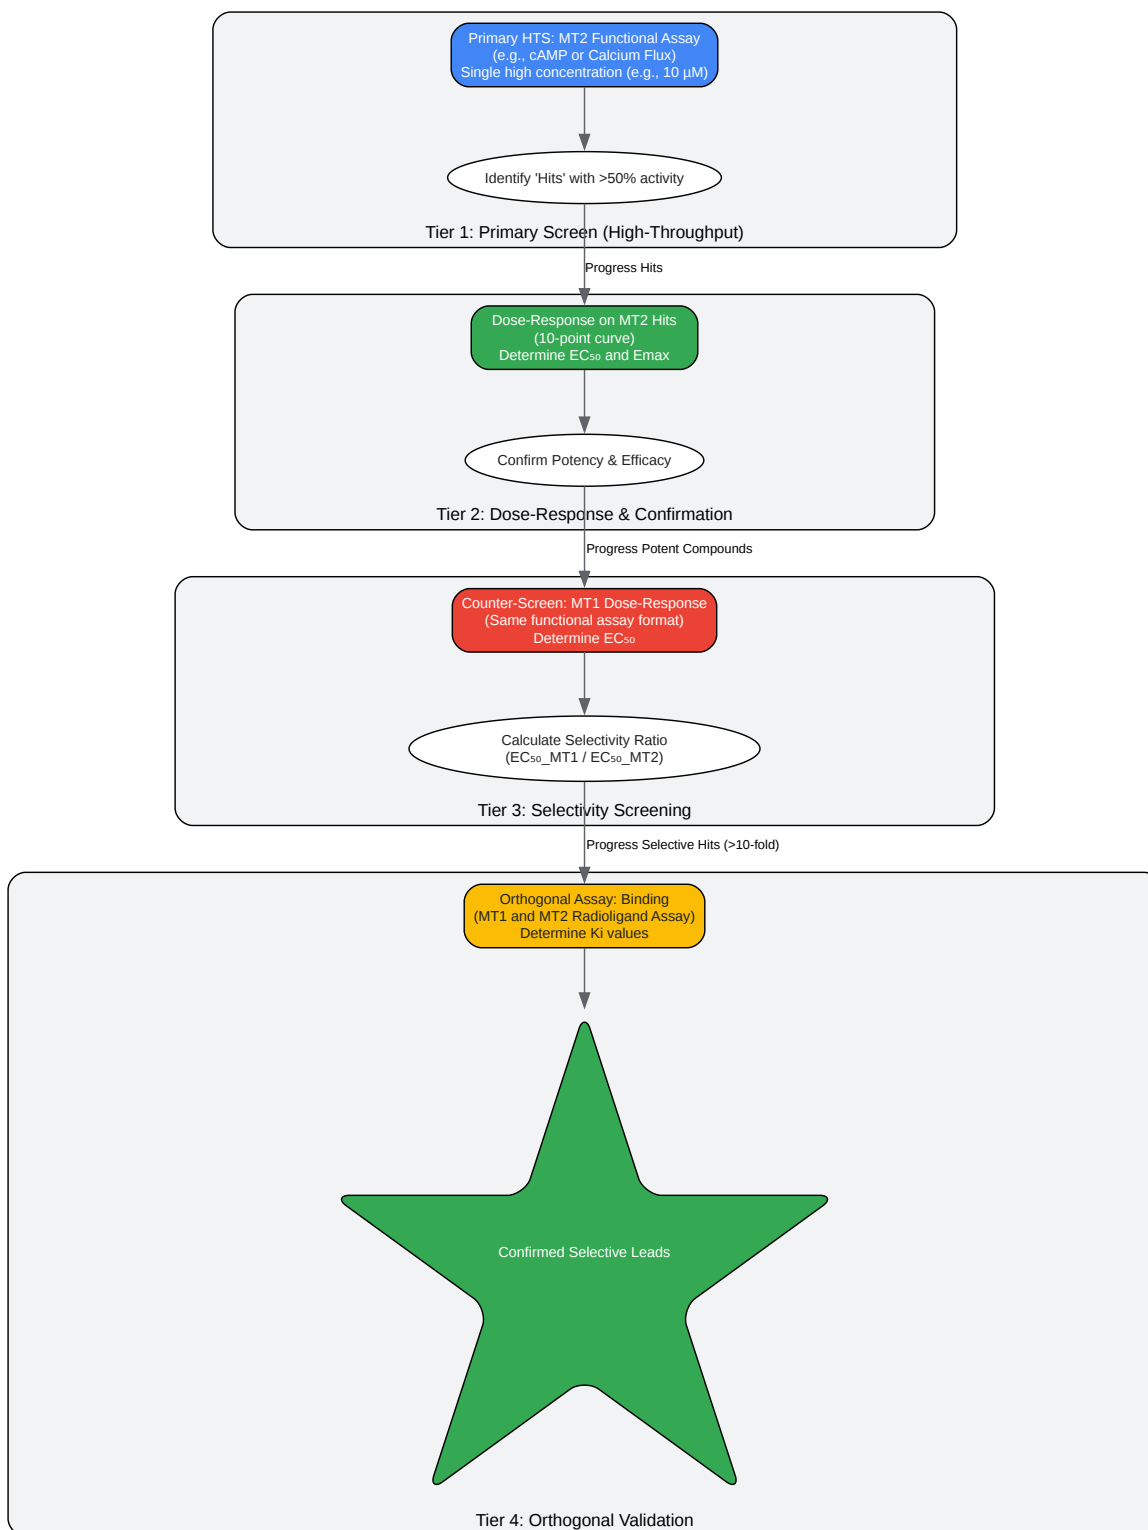 Primary HTS: MT2 Functional Assay
(e.g., cAMP or Calcium Flux)
Single high concentration (e.g., 10 µM)
Identify 'Hits' with >50% activity
Tier 1: Primary Screen (High-Throughput)
Progress Hits
Dose-Response on MT2 Hits
(10-point curve)
Determine EC₅₀ and Emax
Confirm Potency & Efficacy
Tier 2: Dose-Response & Confirmation
Progress Potent Compounds
Counter-Screen: MT1 Dose-Response
(Same functional assay format)
Determine EC₅₀
Calculate Selectivity Ratio
(EC₅₀_MT1 / EC₅₀_MT2)
Tier 3: Selectivity Screening
Progress Selective Hits (>10-fold)
Orthogonal Assay: Binding
(MT1 and MT2 Radioligand Assay)
Determine Ki values
Confirmed Selective Leads
Tier 4: Orthogonal Validation